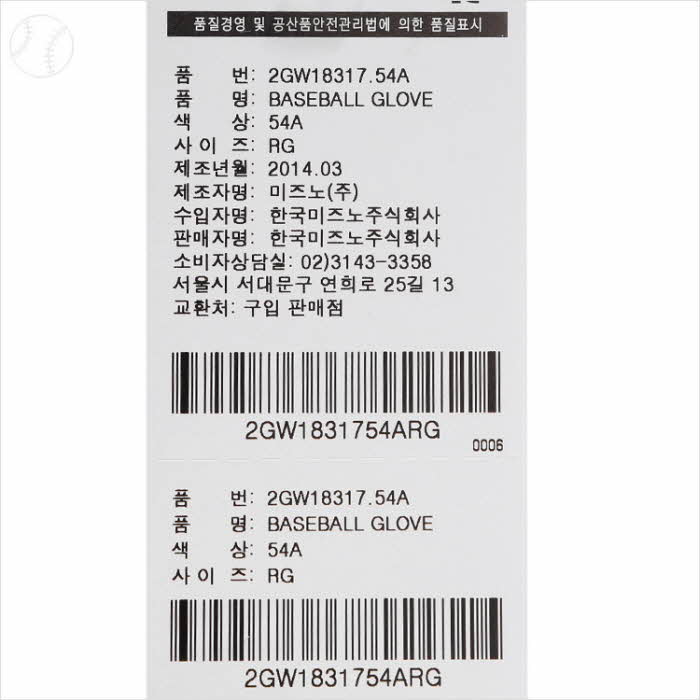 품질경영 및 공산품안전관리법에 의한 품질표시
품 번: 2GW18317.54A
품 명: BASEBALL GLOVE
색 상: 54A
사 이 즈: RG
제조년월: 2014.03
제조자명: 미즈노(주)
수입자명: 한국미즈노주식회사
판매자명: 한국미즈노주식회사
소비자상담실: 02)3143-3358
서울시 서대문구 연희로 25길 13
교환처: 구입 판매점
2GW1831754ARG
0006
품 번: 2GW18317.54A
품 명: BASEBALL GLOVE
색 상: 54A
사 이 즈: RG
2GW1831754ARG